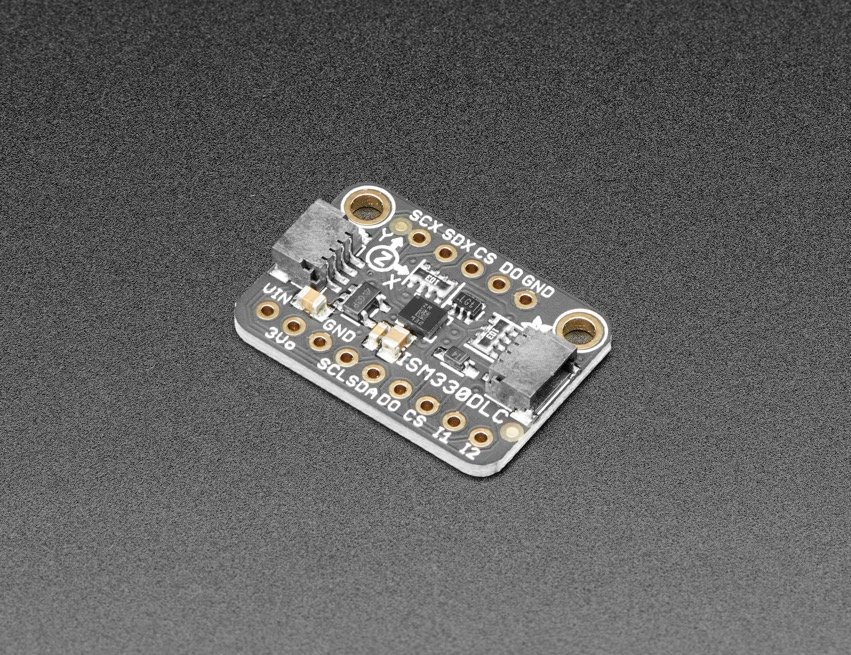 SCX SDX CS DO GND
Y
Z
X
VIN GND
3Vo SCL SDA DO CS I1 I2
ISM330DLC